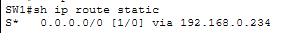 SW1#sh ip route static
S*   0.0.0.0/0 [1/0] via 192.168.0.234